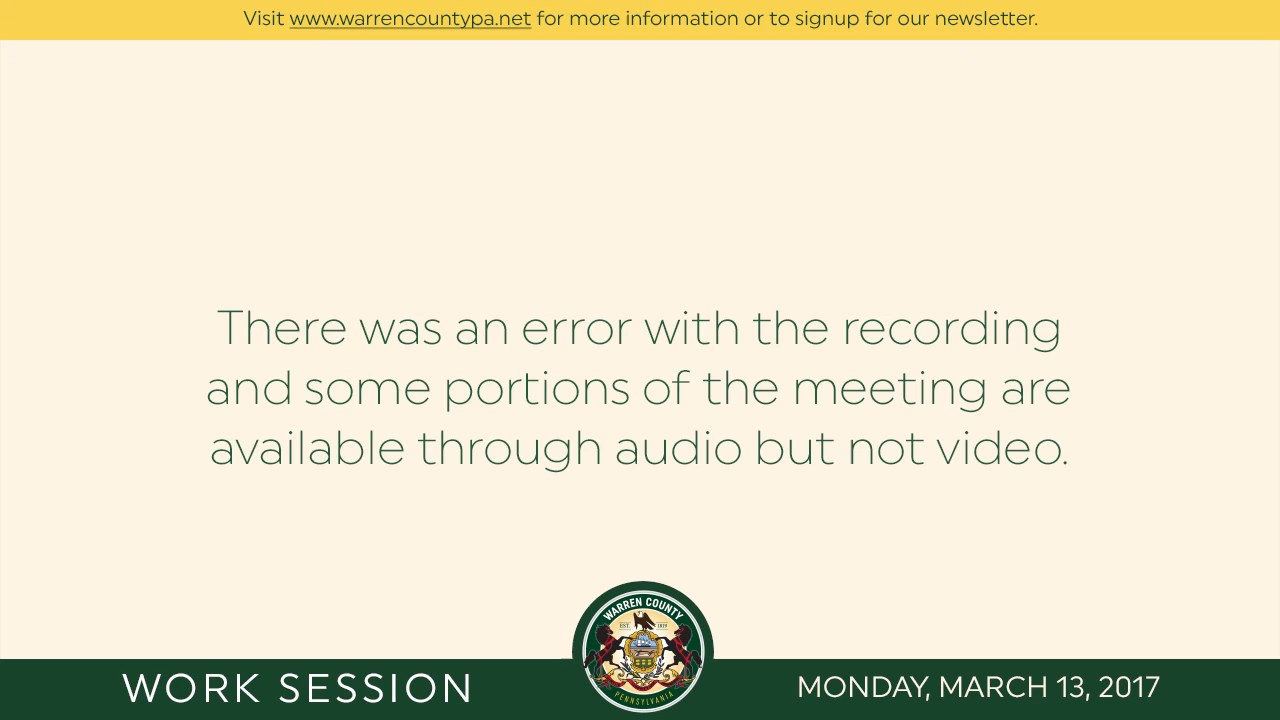 Visit www.warrencountypa.net for more information or to signup for our newsletter.
There was an error with the recording
and some portions of the meeting are
available through audio but not video.
WARREN COUNTY
EST. 1819
PENNSYLVANIA
WORK SESSION
MONDAY, MARCH 13, 2017